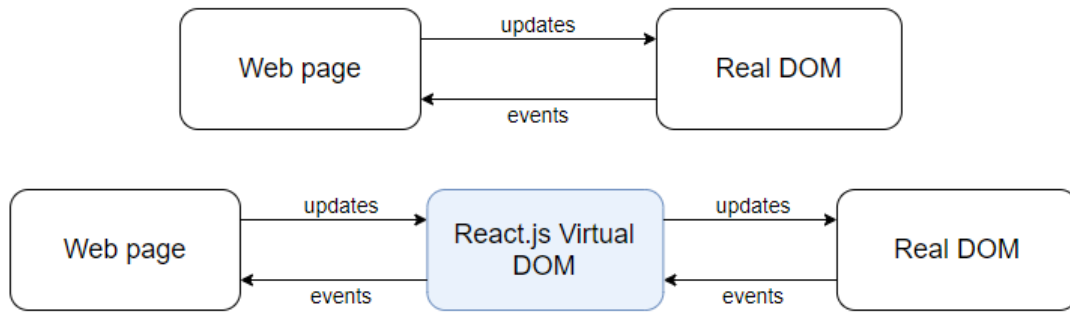 updates
Web page
Real DOM
events
updates
updates
Web page
React.js Virtual
DOM
Real DOM
events
events